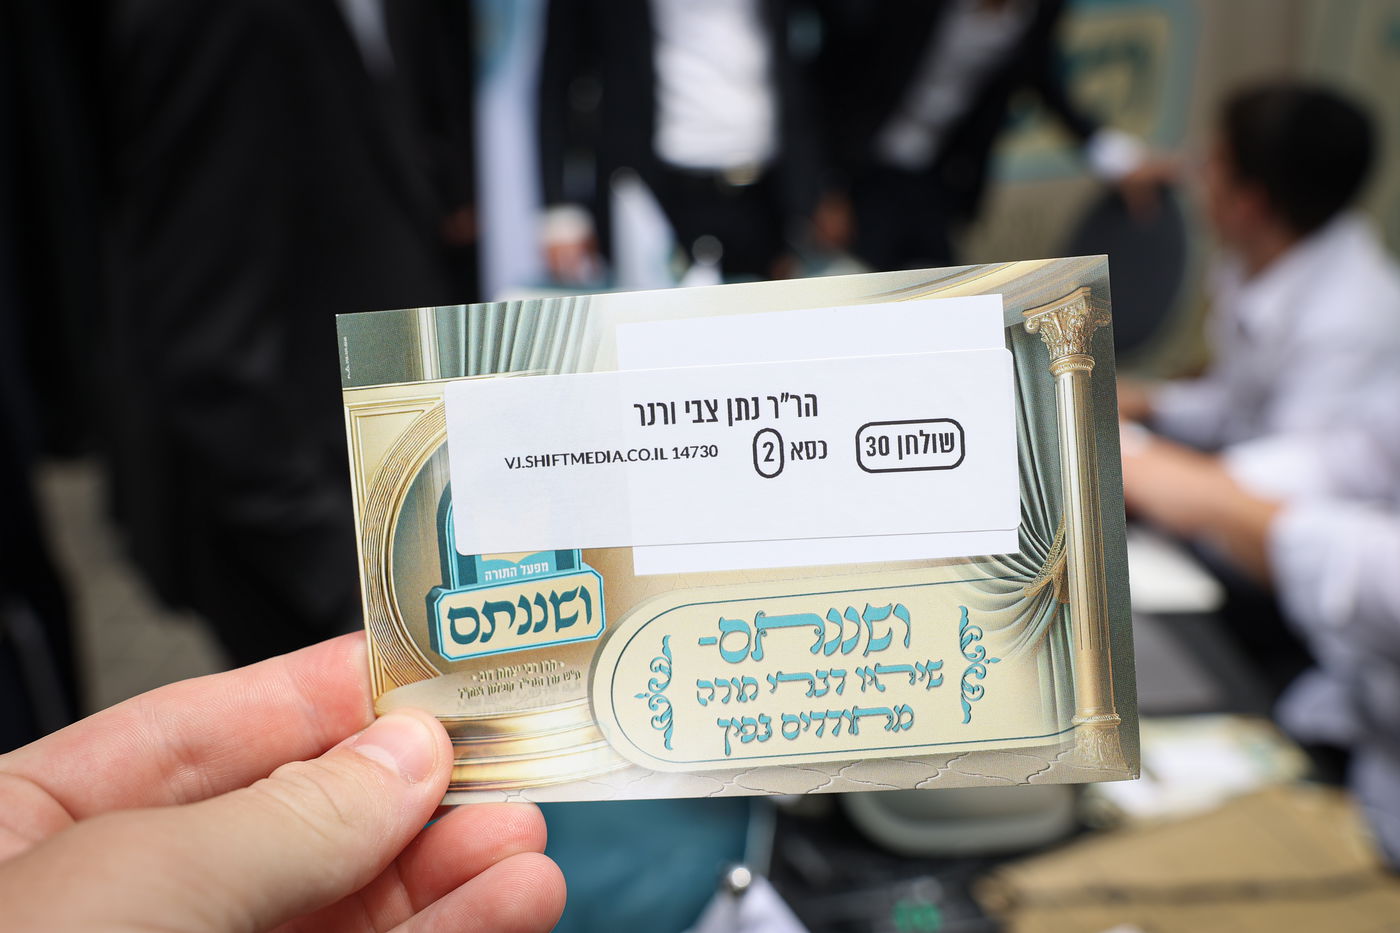 הר״ר נתן צבי ורנר
שולחן 30 כסא 2 VJ.SHIFTMEDIA.CO.IL 14730
מפעל התורה
ושננתם
ושננתם-
שיהיו דברי תורה
מחודדים בפיך